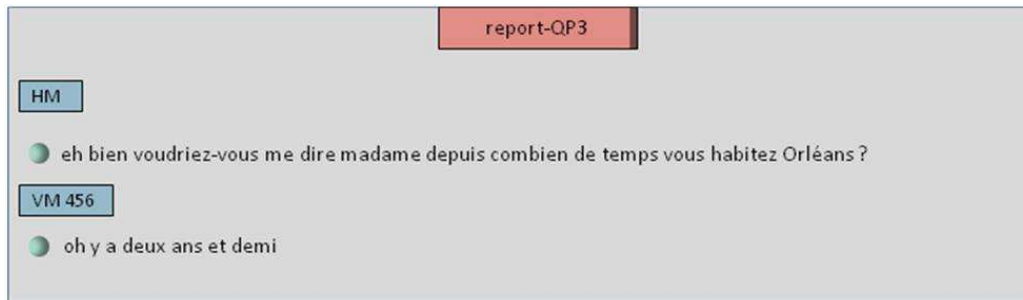 report-QP3
HM
eh bien voudriez-vous me dire madame depuis combien de temps vous habitez Orléans ?
VM 456
oh y a deux ans et demi